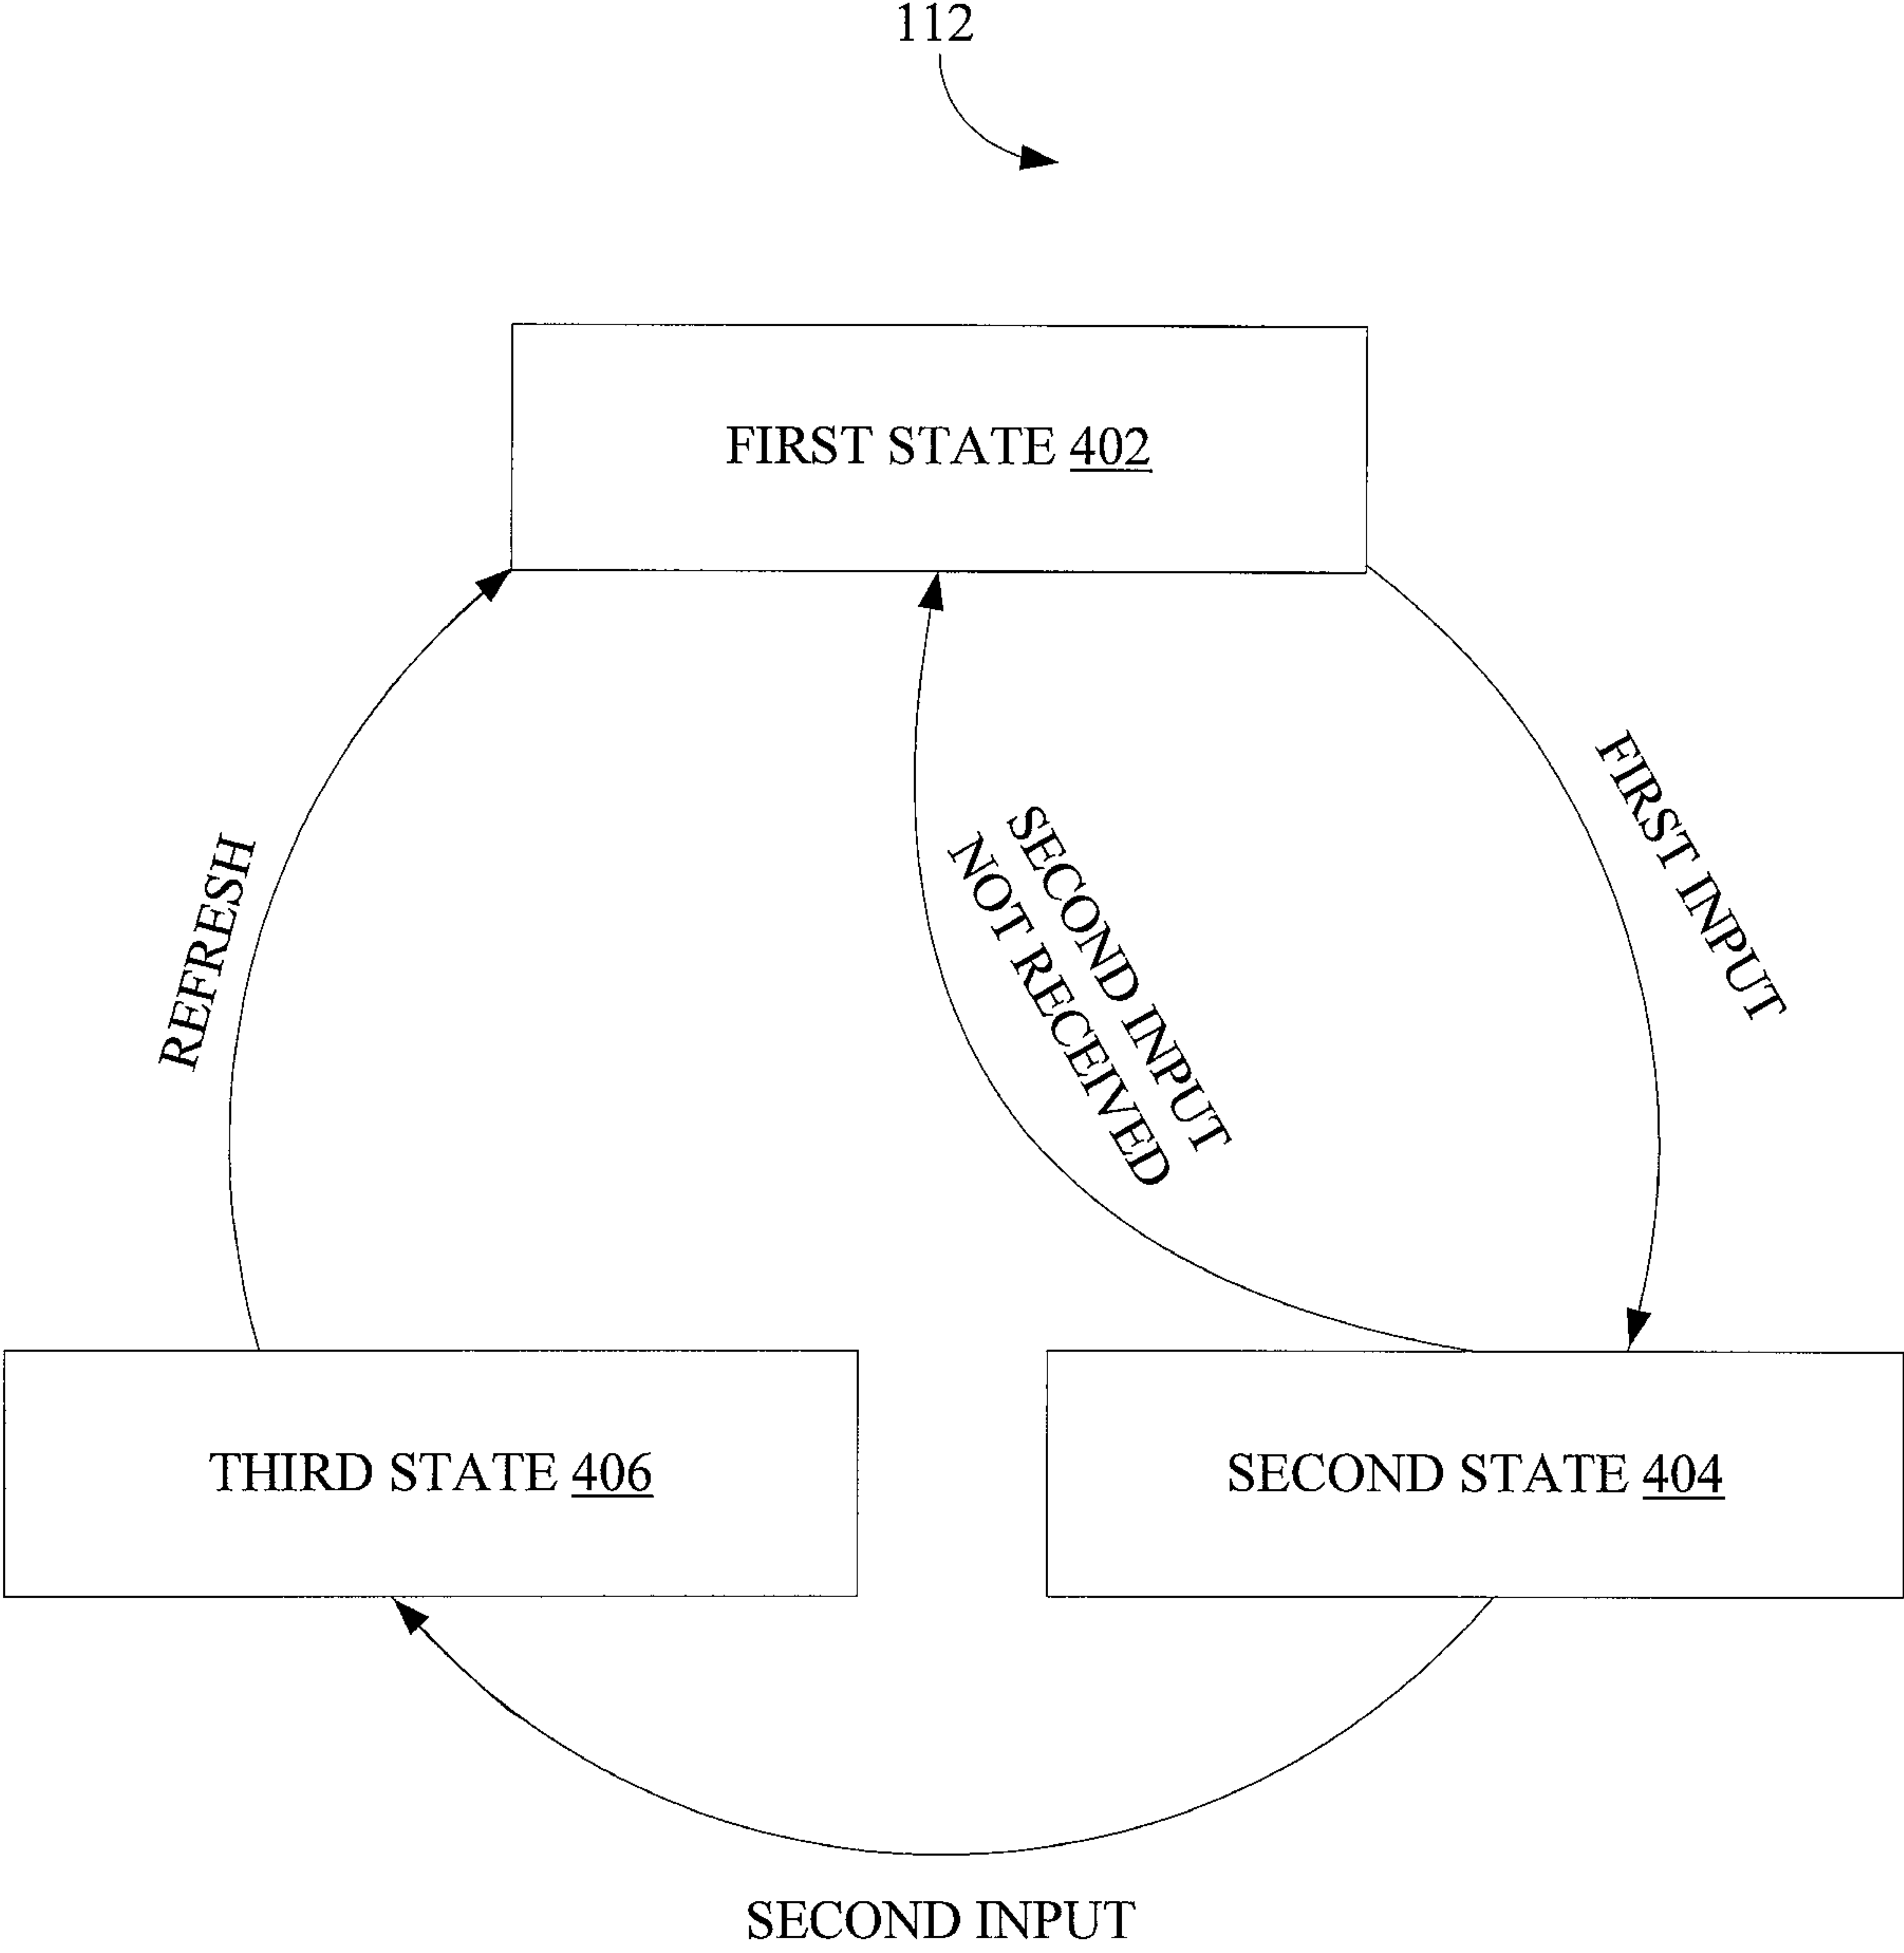 112
FIRST STATE 402
FIRST INPUT
SECOND INPUT
NOT RECEIVED
REFRESH
THIRD STATE 406
SECOND STATE 404
SECOND INPUT